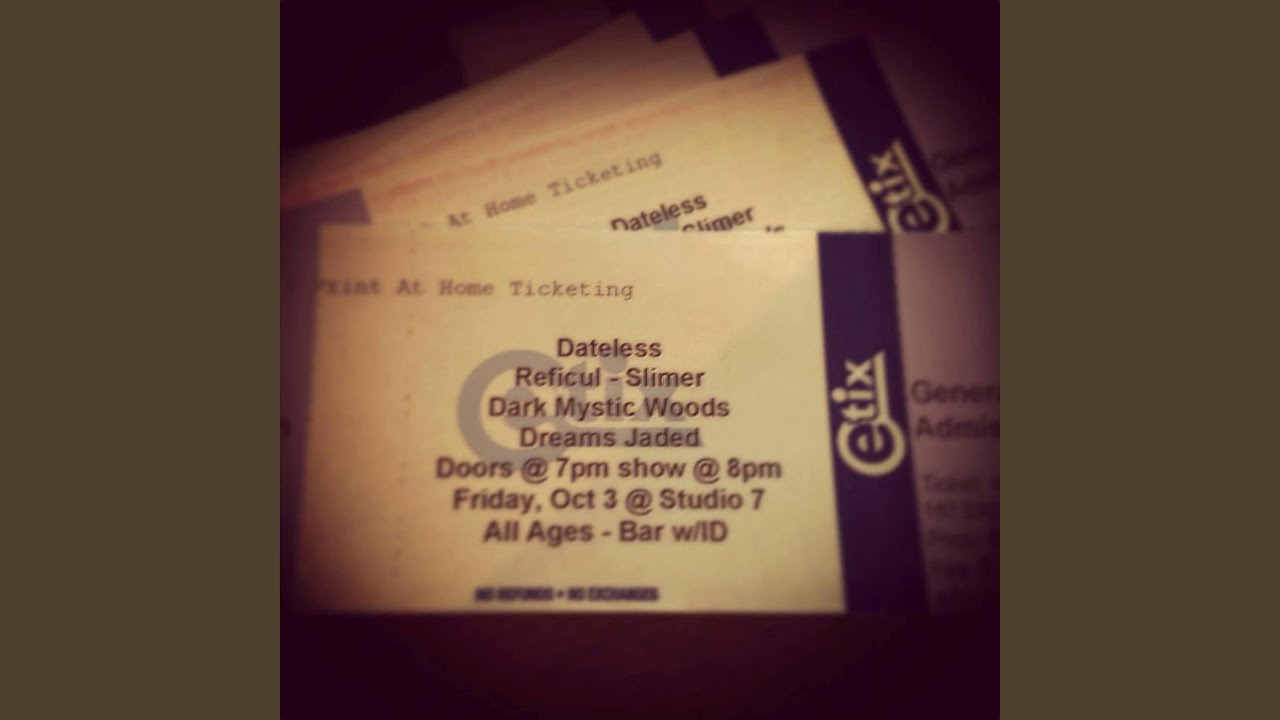 At Home Ticketing
Dateless
Slimer
etix
Print At Home Ticketing
Dateless
Reficul - Slimer
Dark Mystic Woods
Dreams Jaded
Doors @ 7pm show @ 8pm
Friday, Oct 3 @ Studio 7
All Ages - Bar w/ID
NO REFUNDS • NO EXCHANGES
etix
etix